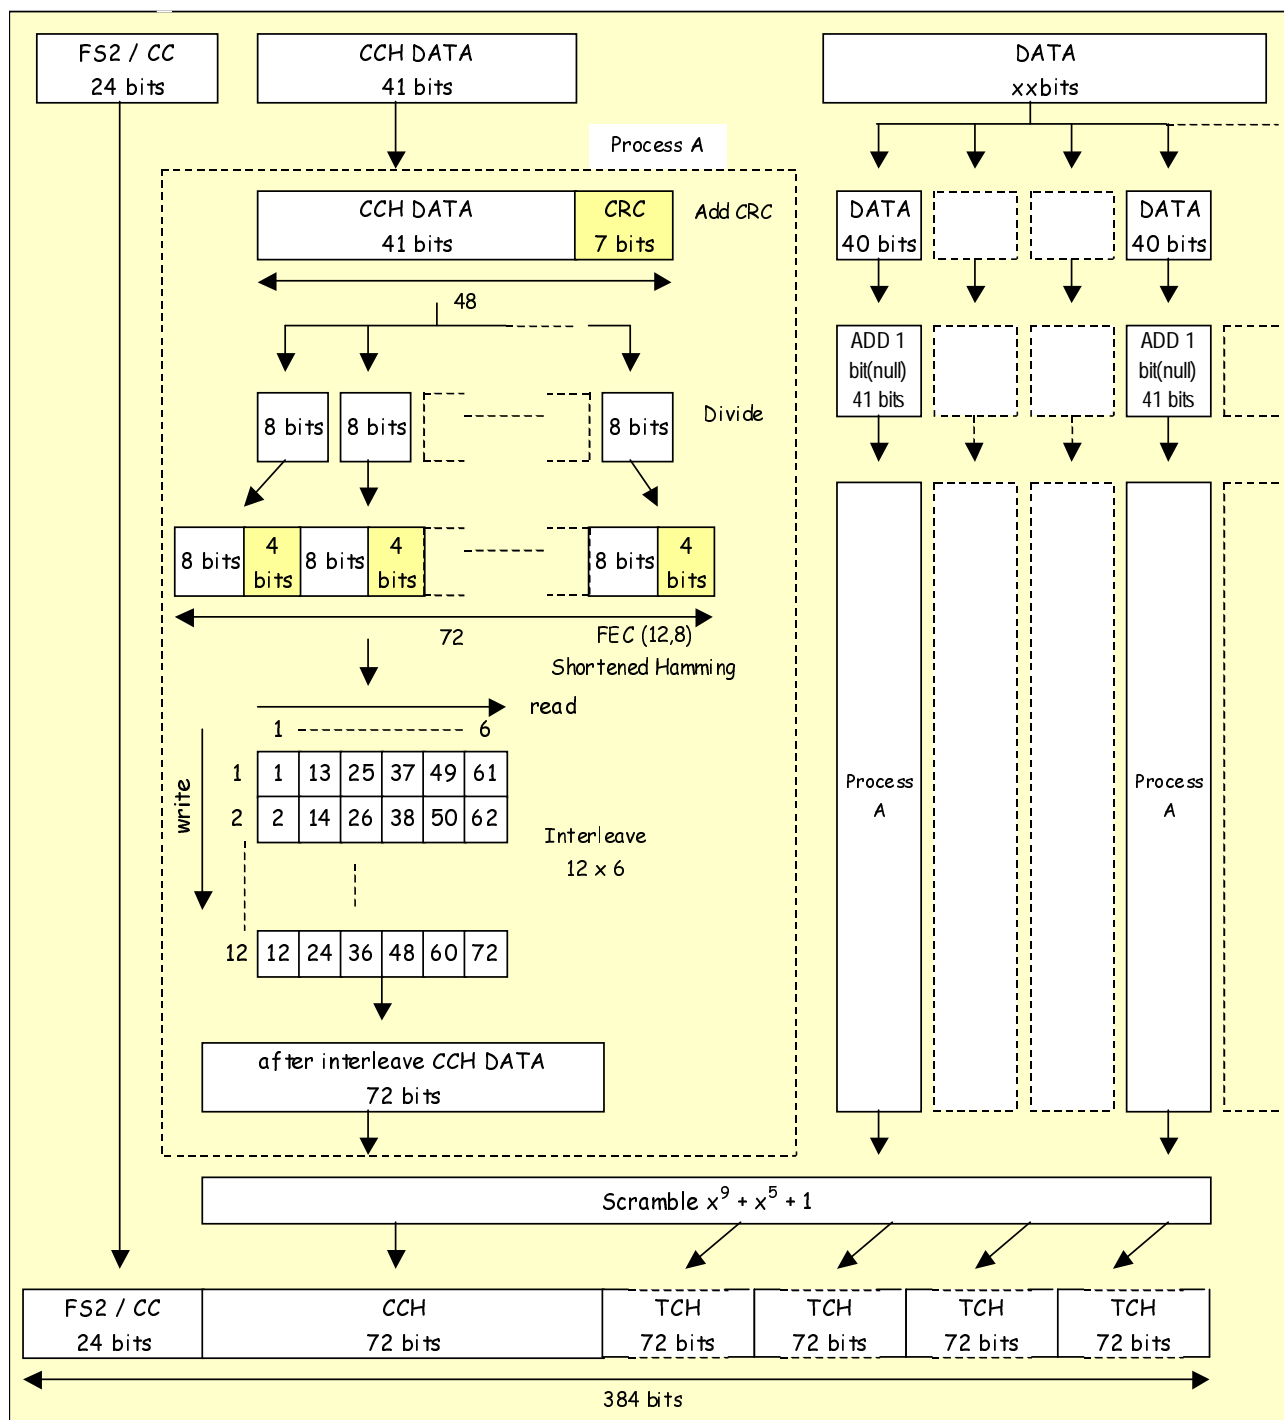 FS2 / CC
24 bits
CCH DATA
41 bits
DATA
xxbits
Process A
CCH DATA
41 bits
CRC
7 bits
Add CRC
48
8 bits
8 bits
8 bits
Divide
8 bits
4
bits
8 bits
4
bits
8 bits
4
bits
72
FEC (12,8)
Shortened Hamming
read
1
6
write
1
1 13 25 37 49 61
2
2 14 26 38 50 62
Interleave
12 x 6
12
12 24 36 48 60 72
after interleave CCH DATA
72 bits
DATA
40 bits
DATA
40 bits
ADD 1
bit(null)
41 bits
ADD 1
bit(null)
41 bits
Process
A
Process
A
Scramble x⁹ + x⁵ + 1
FS2 / CC
24 bits
CCH
72 bits
TCH
72 bits
TCH
72 bits
TCH
72 bits
TCH
72 bits
384 bits